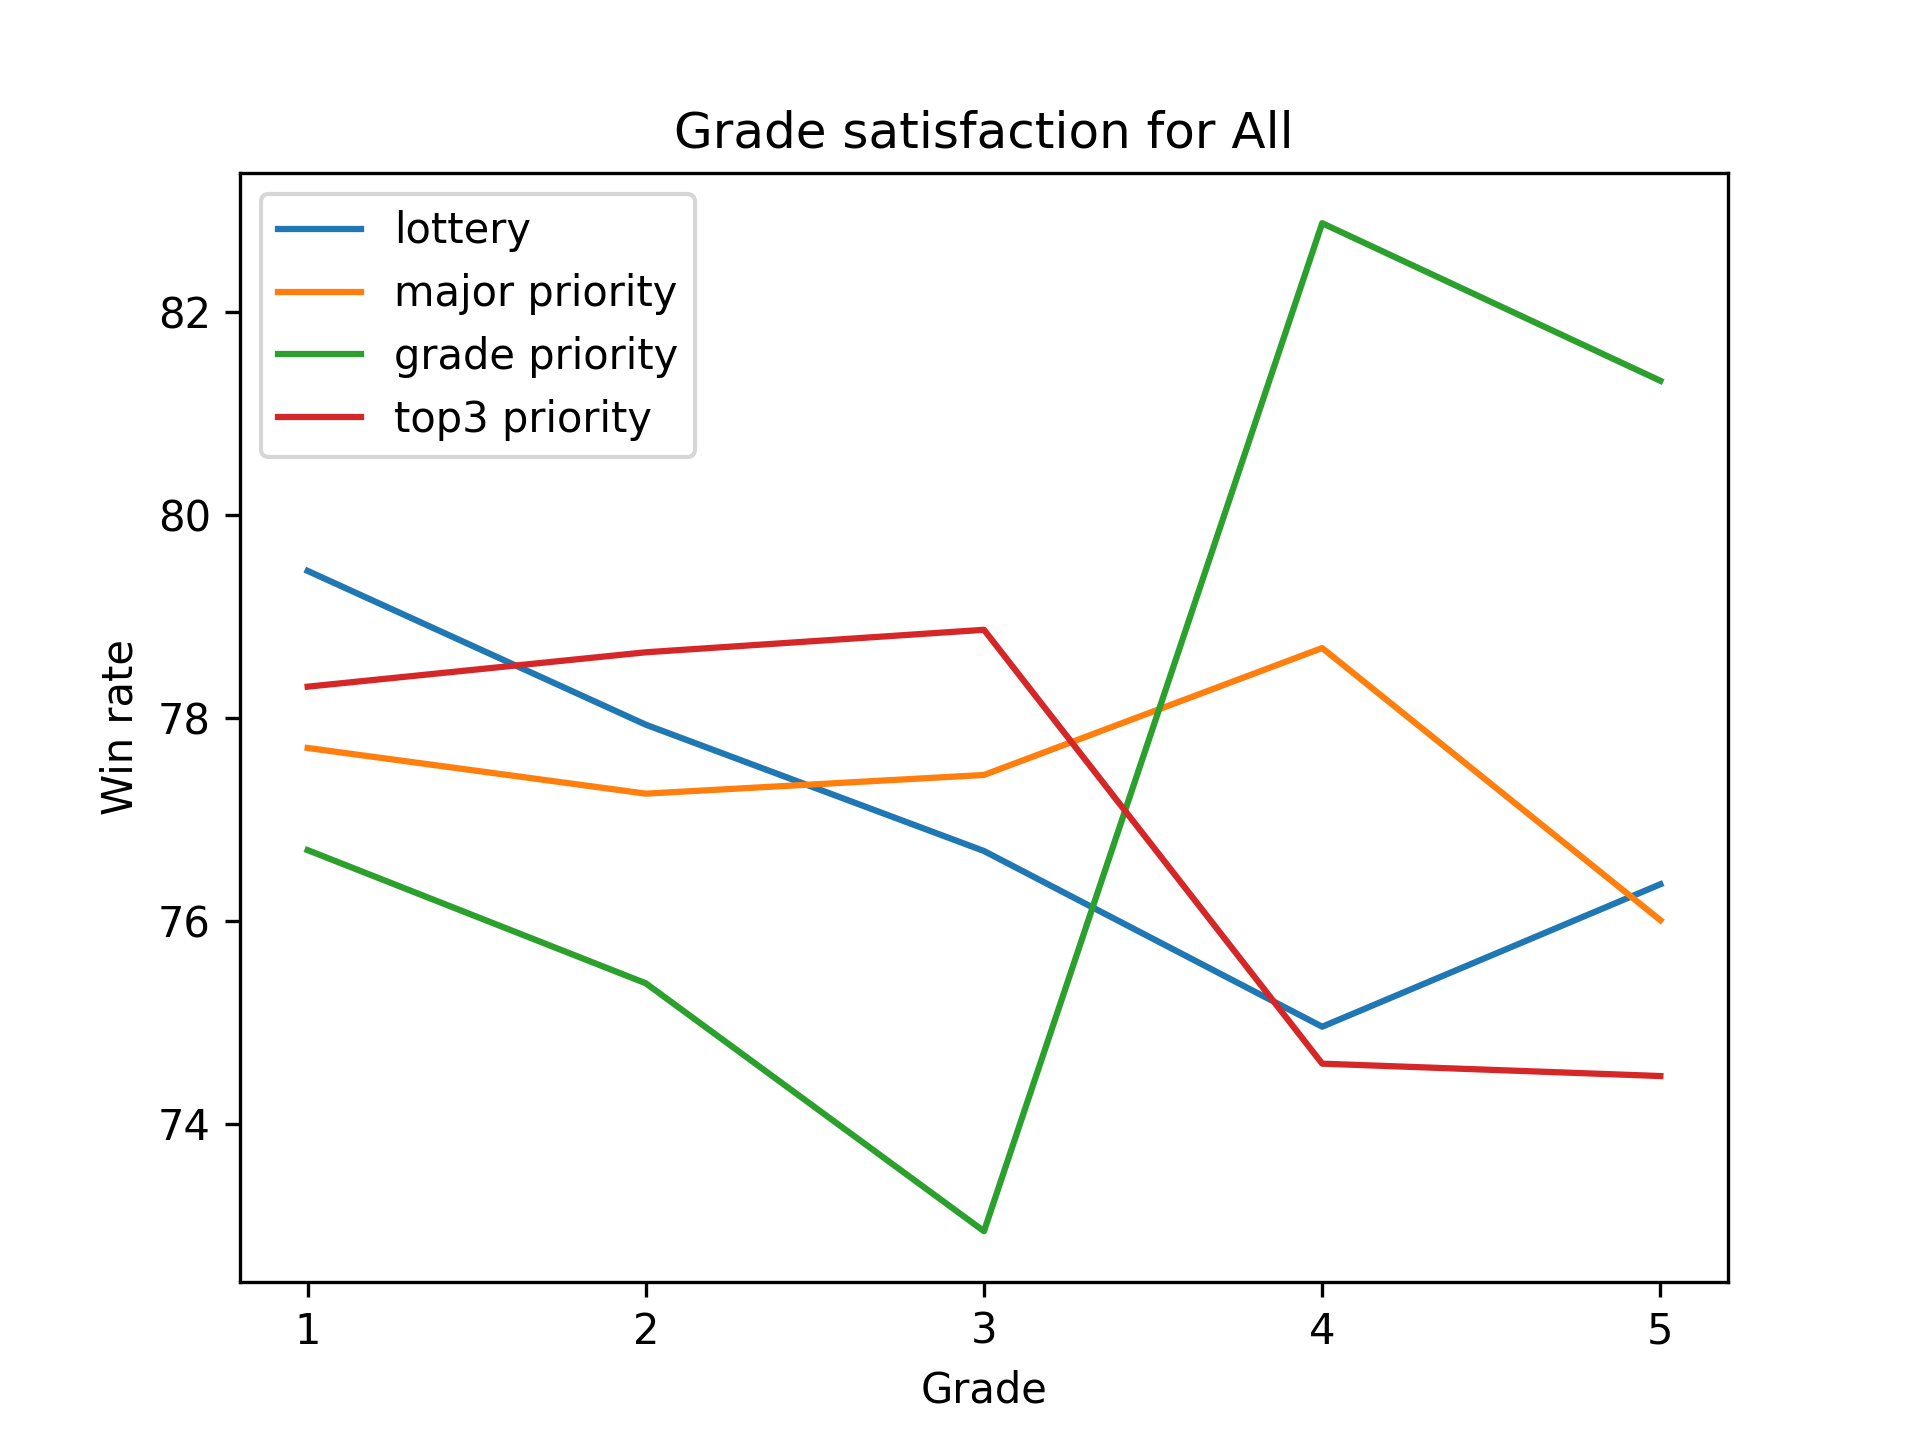 Grade satisfaction for All
lottery
major priority
grade priority
top3 priority
82
80
78
76
74
Win rate
1 2 3 4 5
Grade